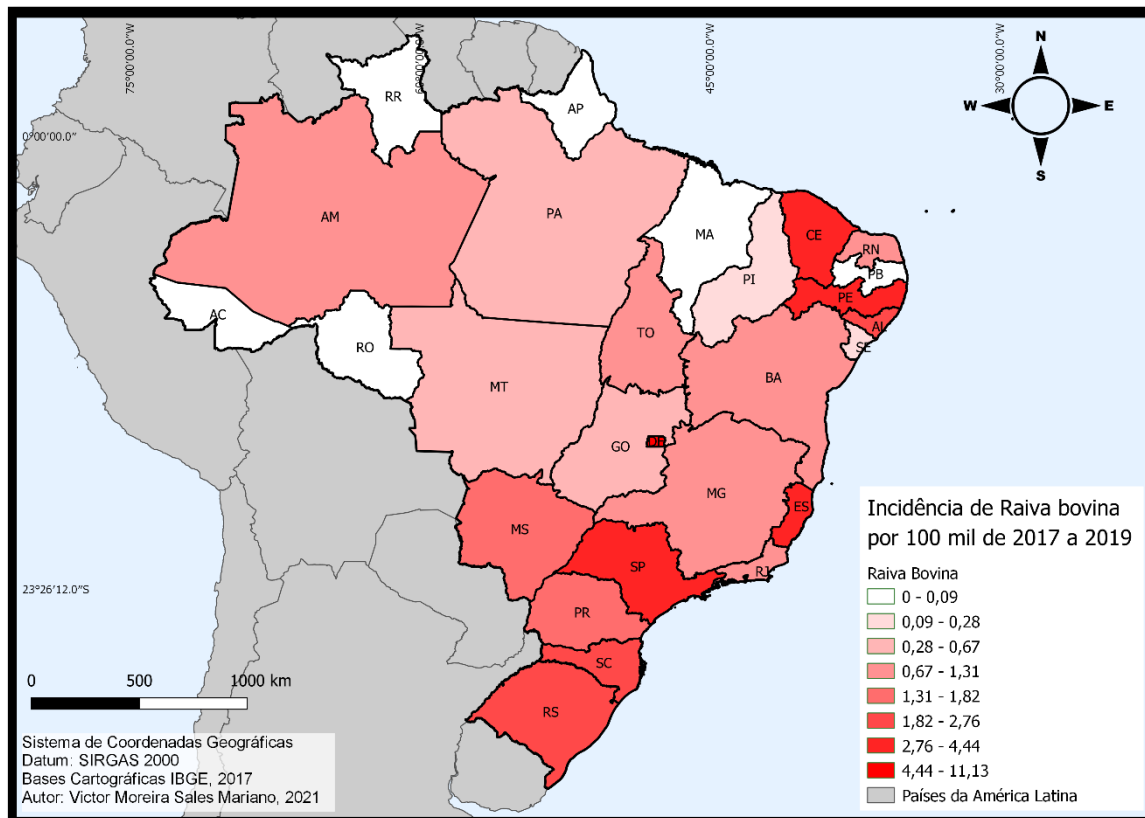 75°00'00.0"W
60°00'00.0"W
45°00'00.0"W
30°00'00.0"W
N
W E
S
0°00'00.0"
RR
AP
AM
PA
MA
CE
RN
PB
PI
PE
AL
SE
AC
RO
TO
BA
MT
GO
DF
MG
ES
MS
SP
RJ
PR
SC
RS
23°26'12.0"S
0 500 1000 km
Sistema de Coordenadas Geográficas
Datum: SIRGAS 2000
Bases Cartográficas IBGE, 2017
Autor: Victor Moreira Sales Mariano, 2021
Incidência de Raiva bovina
por 100 mil de 2017 a 2019
Raiva Bovina
0 - 0,09
0,09 - 0,28
0,28 - 0,67
0,67 - 1,31
1,31 - 1,82
1,82 - 2,76
2,76 - 4,44
4,44 - 11,13
Países da América Latina